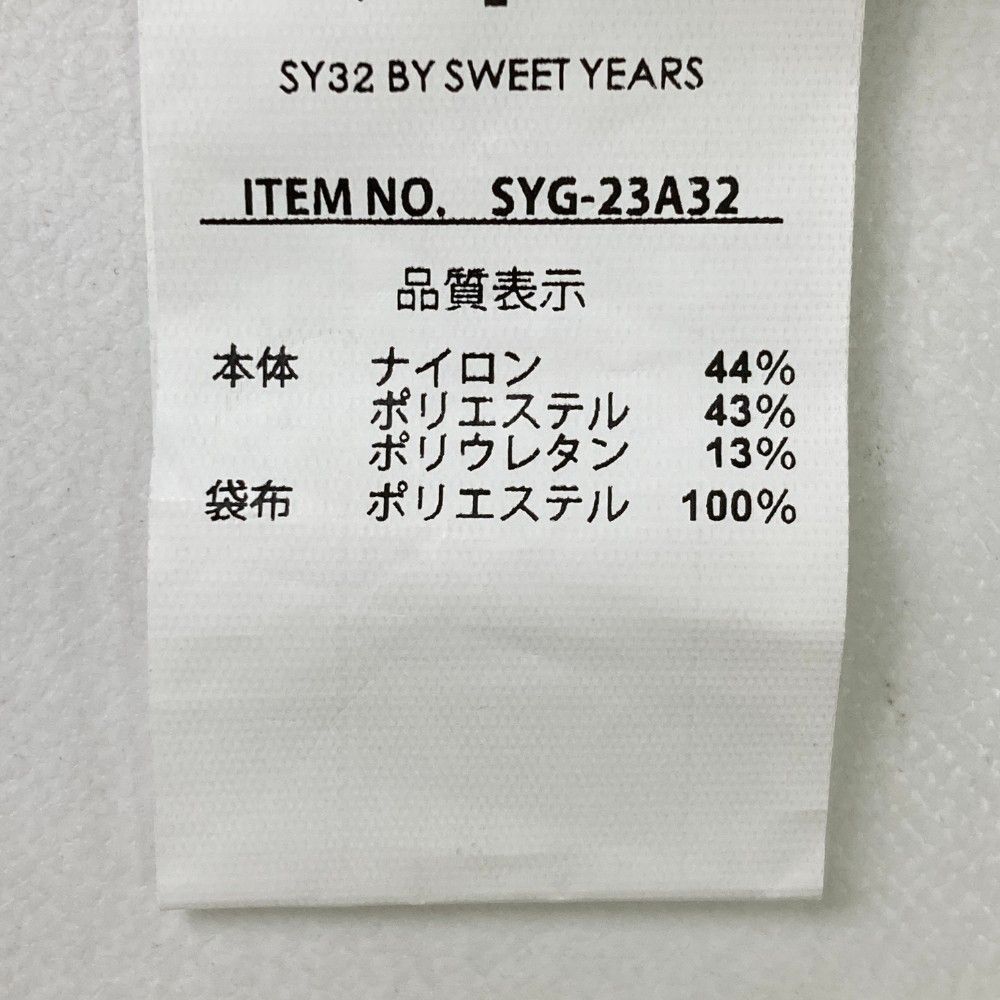 SY32 BY SWEET YEARS
ITEM NO. SYG-23A32
品質表示
本体 ナイロン 44%
ポリエステル 43%
ポリウレタン 13%
袋布 ポリエステル 100%